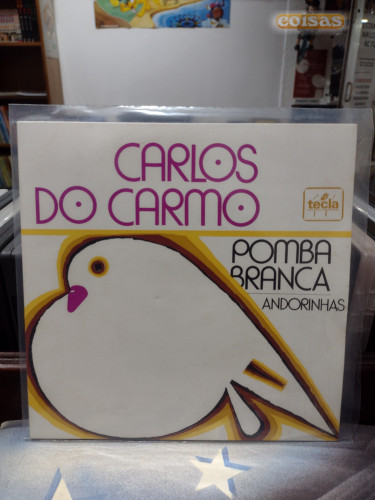 coisas
CARLOS
DO CARMO
tecla
POMBA
BRANCA
ANDORINHAS